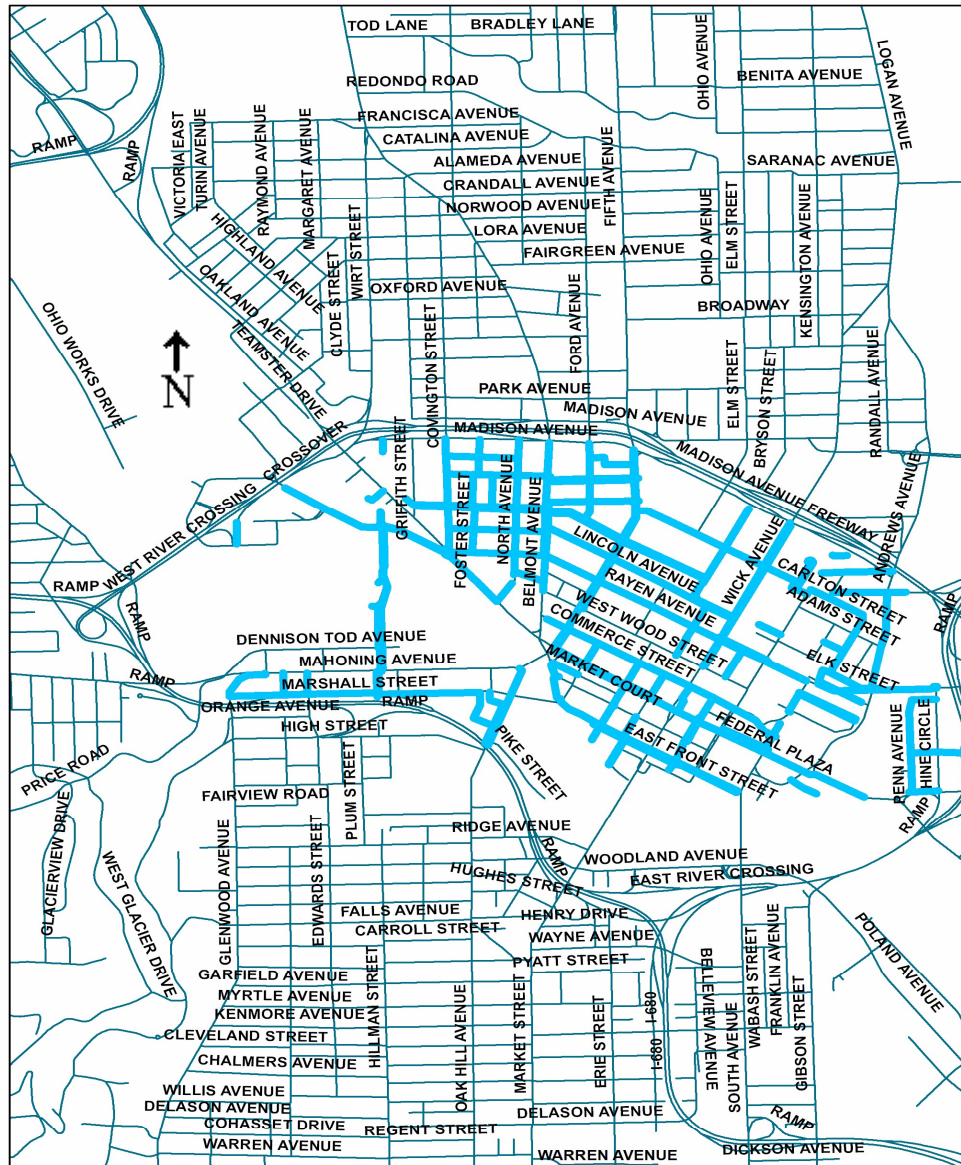 TOD LANE
BRADLEY LANE
REDONDO ROAD
OHIO AVENUE
BENITA AVENUE
LOGAN AVENUE
FRANCISCA AVENUE
CATALINA AVENUE
ALAMEDA AVENUE
SARANAC AVENUE
CRANDALL AVENUE
NORWOOD AVENUE
LORA AVENUE
FAIRGREEN AVENUE
FIFTH AVENUE
RAMP
RAMP
VICTORIA EAST
TURIN AVENUE
RAYMOND AVENUE
MARGARET AVENUE
HIGHLAND AVENUE
OAKLAND AVENUE
TEAMSTER DRIVE
CLYDE STREET
WIRT STREET
OXFORD AVENUE
FORD AVENUE
OHIO AVENUE
ELM STREET
KENSINGTON AVENUE
BROADWAY
OHIO WORKS DRIVE
N
COVINGTON STREET
PARK AVENUE
MADISON AVENUE
MADISON AVENUE
ELM STREET
BRYSON STREET
RANDALL AVENUE
MADISON AVENUE FREEWAY
WEST RIVER CROSSING CROSSOVER
GRIFFITH STREET
FOSTER STREET
NORTH AVENUE
BELMONT AVENUE
LINCOLN AVENUE
RAYEN AVENUE
WICK AVENUE
WEST WOOD STREET
COMMERCE STREET
MARKET COURT
CARLTON STREET
ADAMS STREET
ANDREWS AVENUE
ELK STREET
RAMP
RAMP
RAMP
RAMP
DENNISON TOD AVENUE
MAHONING AVENUE
MARSHALL STREET
ORANGE AVENUE
RAMP
HIGH STREET
FEDERAL PLAZA
EAST FRONT STREET
PENN AVENUE
HINE CIRCLE
RAMP
PIKE STREET
PRICE ROAD
PLUM STREET
FAIRVIEW ROAD
RIDGE AVENUE
RAMP
WOODLAND AVENUE
EAST RIVER CROSSING
HUGHES STREET
GLACIERVIEW DRIVE
WEST GLACIER DRIVE
GLENWOOD AVENUE
EDWARDS STREET
FALLS AVENUE
CARROLL STREET
HENRY DRIVE
WAYNE AVENUE
PYATT STREET
POLAND AVENUE
GARFIELD AVENUE
MYRTLE AVENUE
KENMORE AVENUE
CLEVELAND STREET
CHALMERS AVENUE
HILLMAN STREET
OAK HILL AVENUE
MARKET STREET
ERIE STREET
I-680
I-680
BELLEVIEW AVENUE
SOUTH AVENUE
WABASH STREET
FRANKLIN AVENUE
GIBSON STREET
WILLIS AVENUE
DELASON AVENUE
COHASSET DRIVE
REGENT STREET
WARREN AVENUE
DELASON AVENUE
RAMP
WARREN AVENUE
DICKSON AVENUE